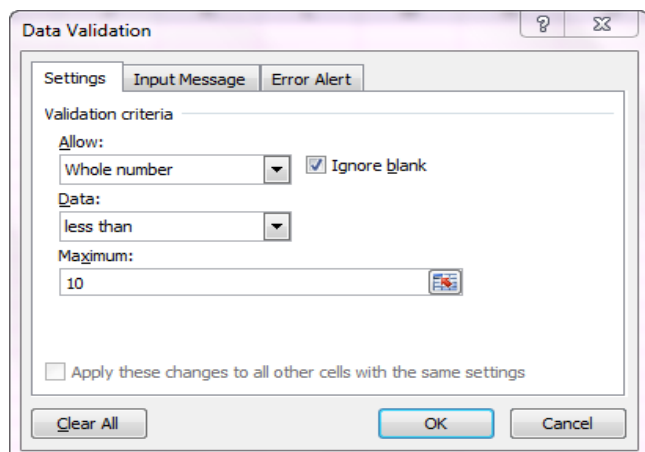 Data Validation
Settings Input Message Error Alert
Validation criteria
Allow:
Whole number Ignore blank
Data:
less than
Maximum:
10
Apply these changes to all other cells with the same settings
Clear All OK Cancel